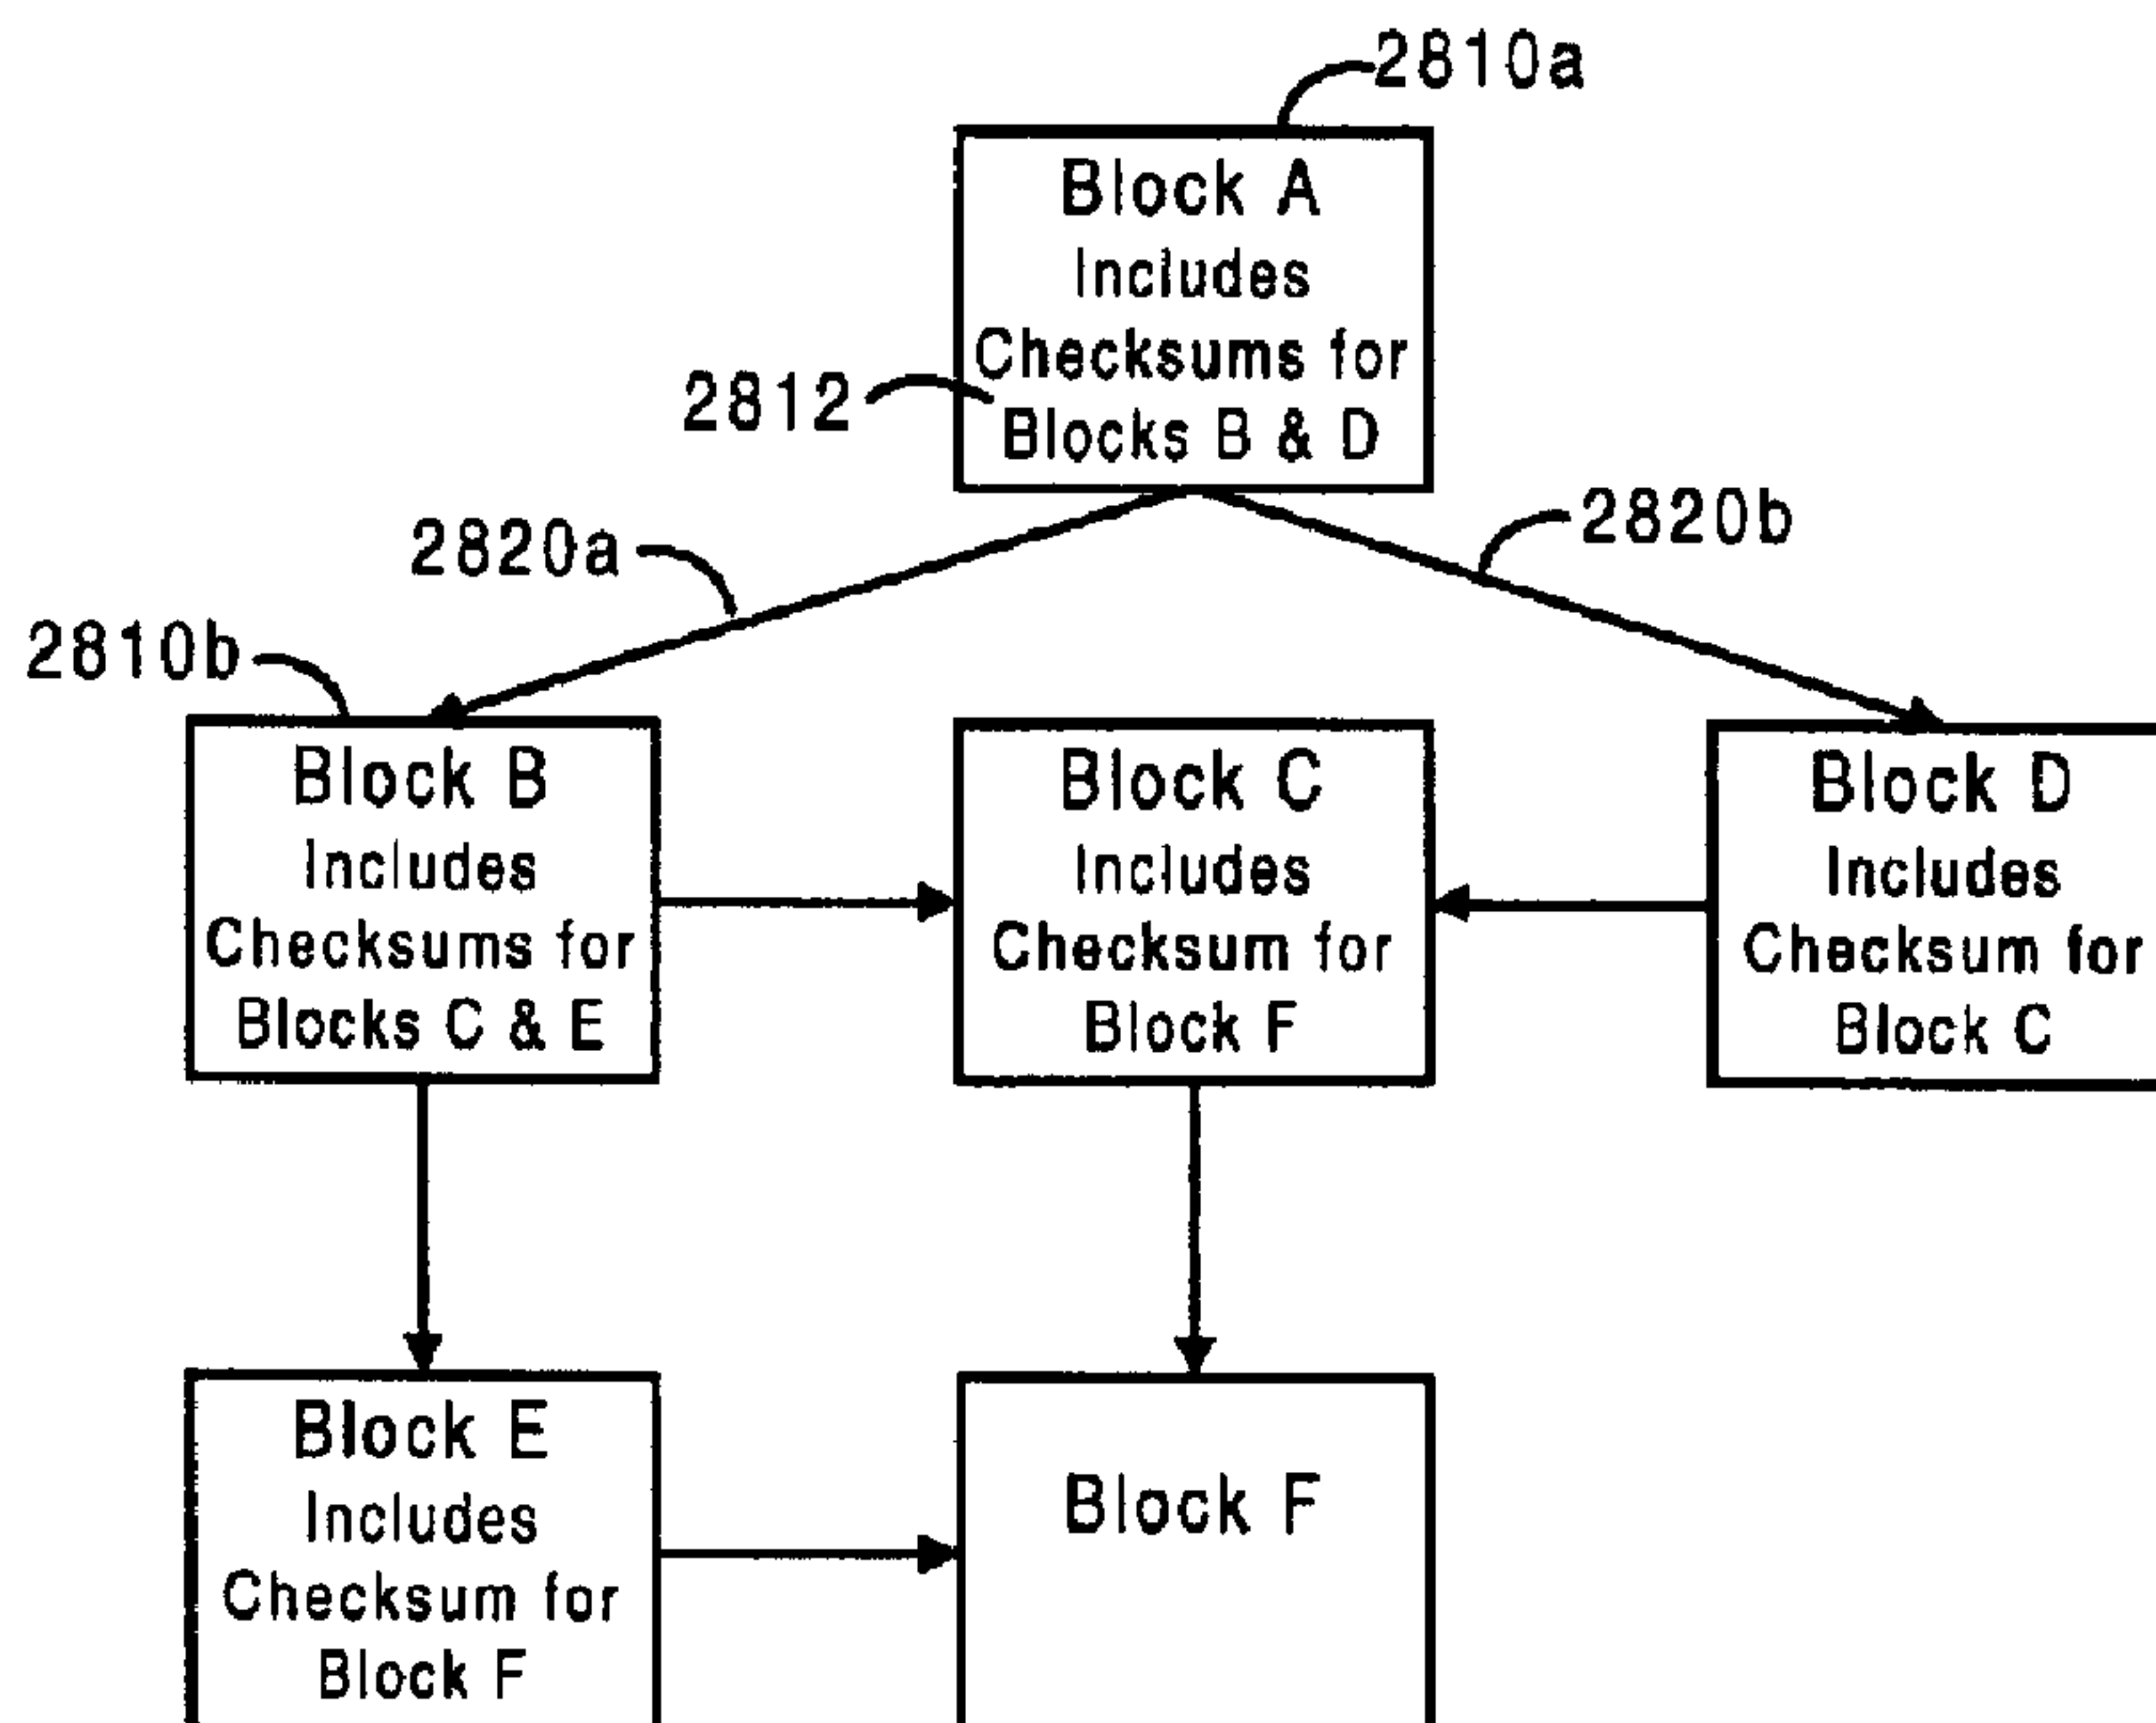 2810a
Block A
Includes
Checksums for
Blocks B & D
2812
2820a
2820b
2810b
Block B
Includes
Checksums for
Blocks C & E
Block C
Includes
Checksum for
Block F
Block D
Includes
Checksum for
Block C
Block E
Includes
Checksum for
Block F
Block F